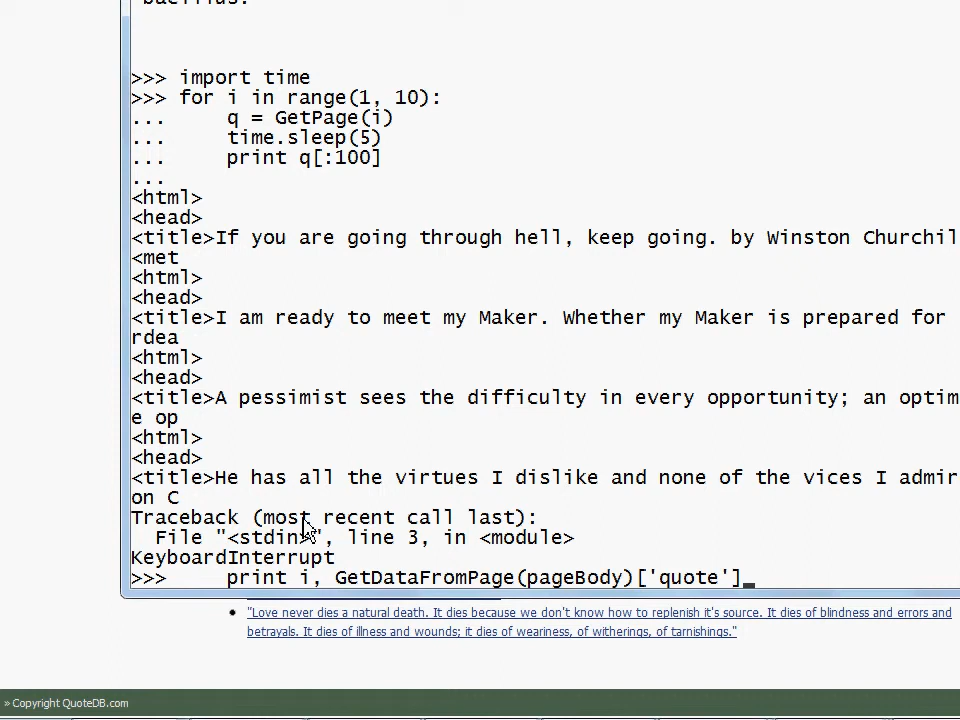 bacillus.
>>> import time
>>> for i in range(1, 10):
...     q = GetPage(i)
...     time.sleep(5)
...     print q[:100]
...
<html>
<head>
<title>If you are going through hell, keep going. by Winston Churchil
<met
<html>
<head>
<title>I am ready to meet my Maker. Whether my Maker is prepared for
rdea
<html>
<head>
<title>A pessimist sees the difficulty in every opportunity; an optim
e op
<html>
<head>
<title>He has all the virtues I dislike and none of the vices I admir
on C
Traceback (most recent call last):
  File "<stdin>", line 3, in <module>
KeyboardInterrupt
>>>     print i, GetDataFromPage(pageBody)['quote']_
"Love never dies a natural death. It dies because we don't know how to replenish it's source. It dies of blindness and errors and
betrayals. It dies of illness and wounds; it dies of weariness, of witherings, of tarnishings."
» Copyright QuoteDB.com